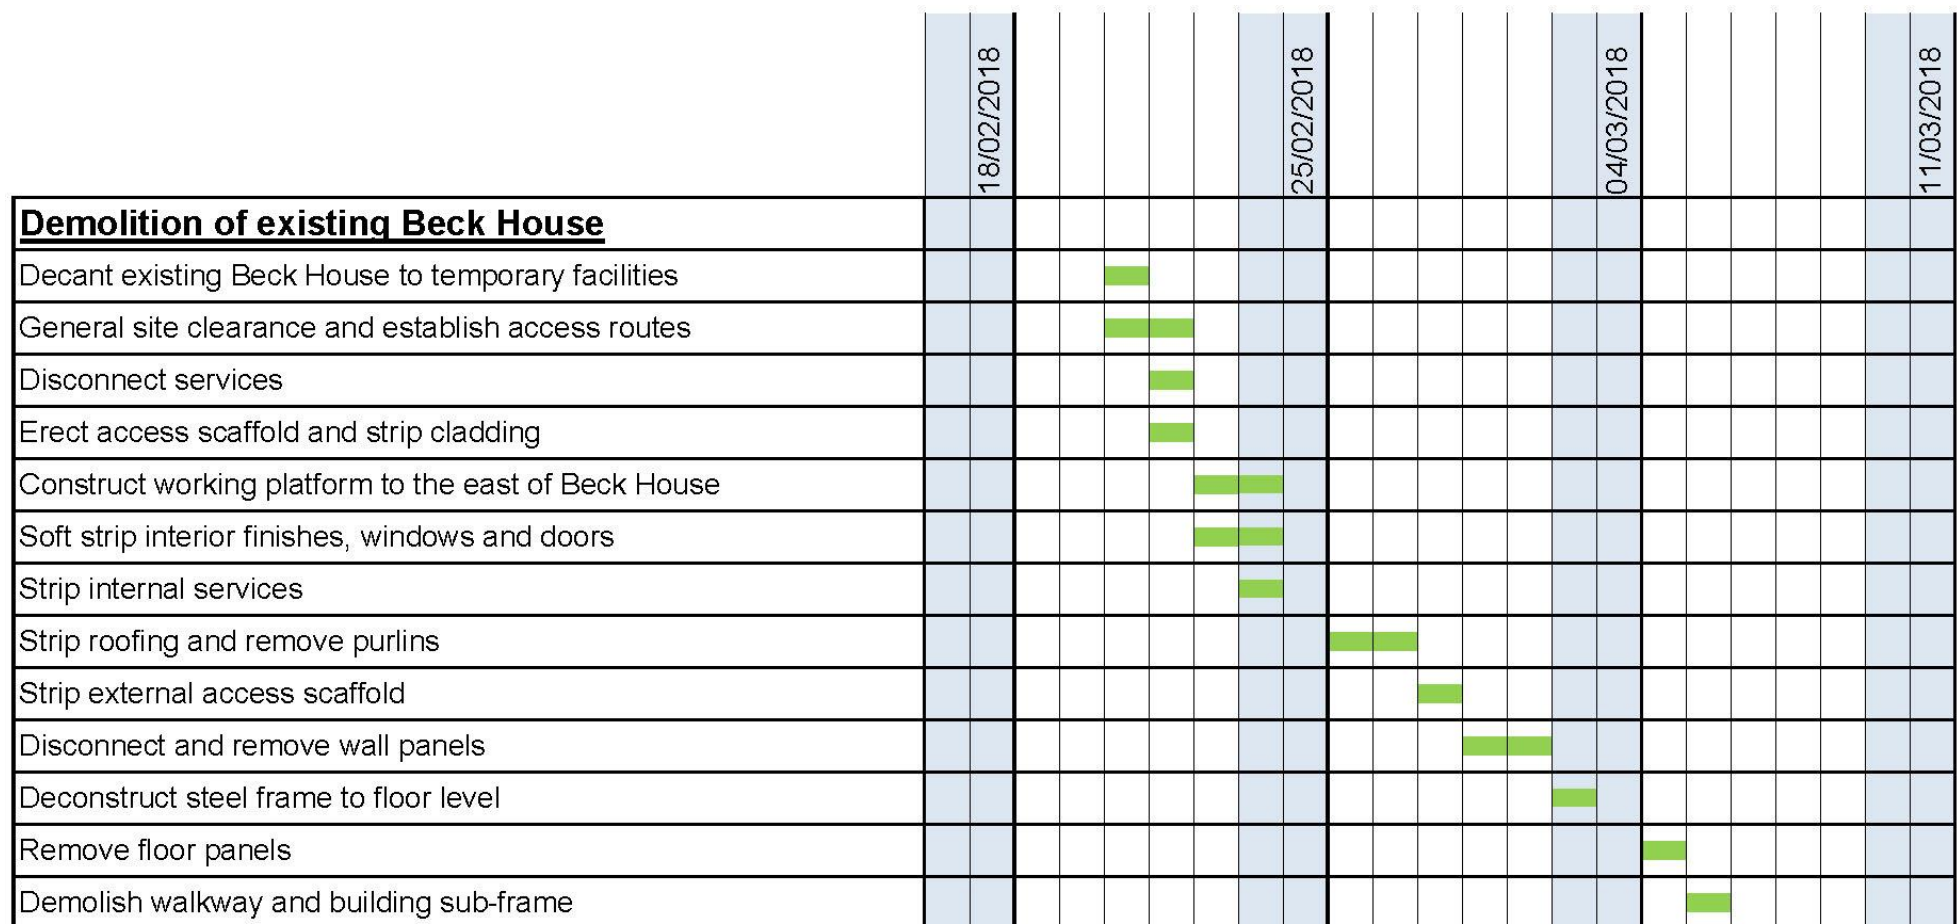 18/02/2018
25/02/2018
04/03/2018
11/03/2018
Demolition of existing Beck House
Decant existing Beck House to temporary facilities
General site clearance and establish access routes
Disconnect services
Erect access scaffold and strip cladding
Construct working platform to the east of Beck House
Soft strip interior finishes, windows and doors
Strip internal services
Strip roofing and remove purlins
Strip external access scaffold
Disconnect and remove wall panels
Deconstruct steel frame to floor level
Remove floor panels
Demolish walkway and building sub-frame